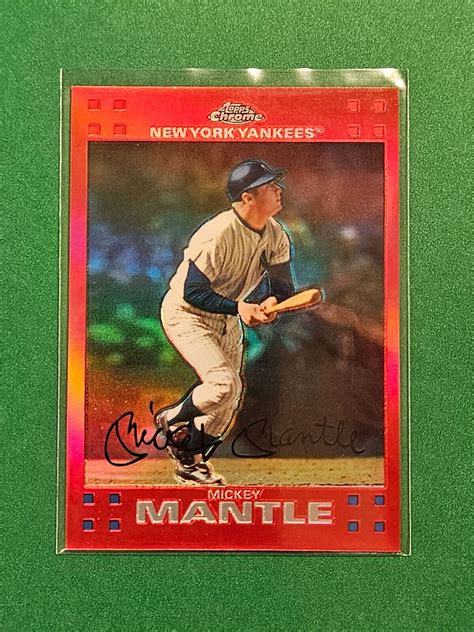 Topps
Chrome
NEW YORK YANKEES®
Mickey Mantle
MICKEY
MANTLE